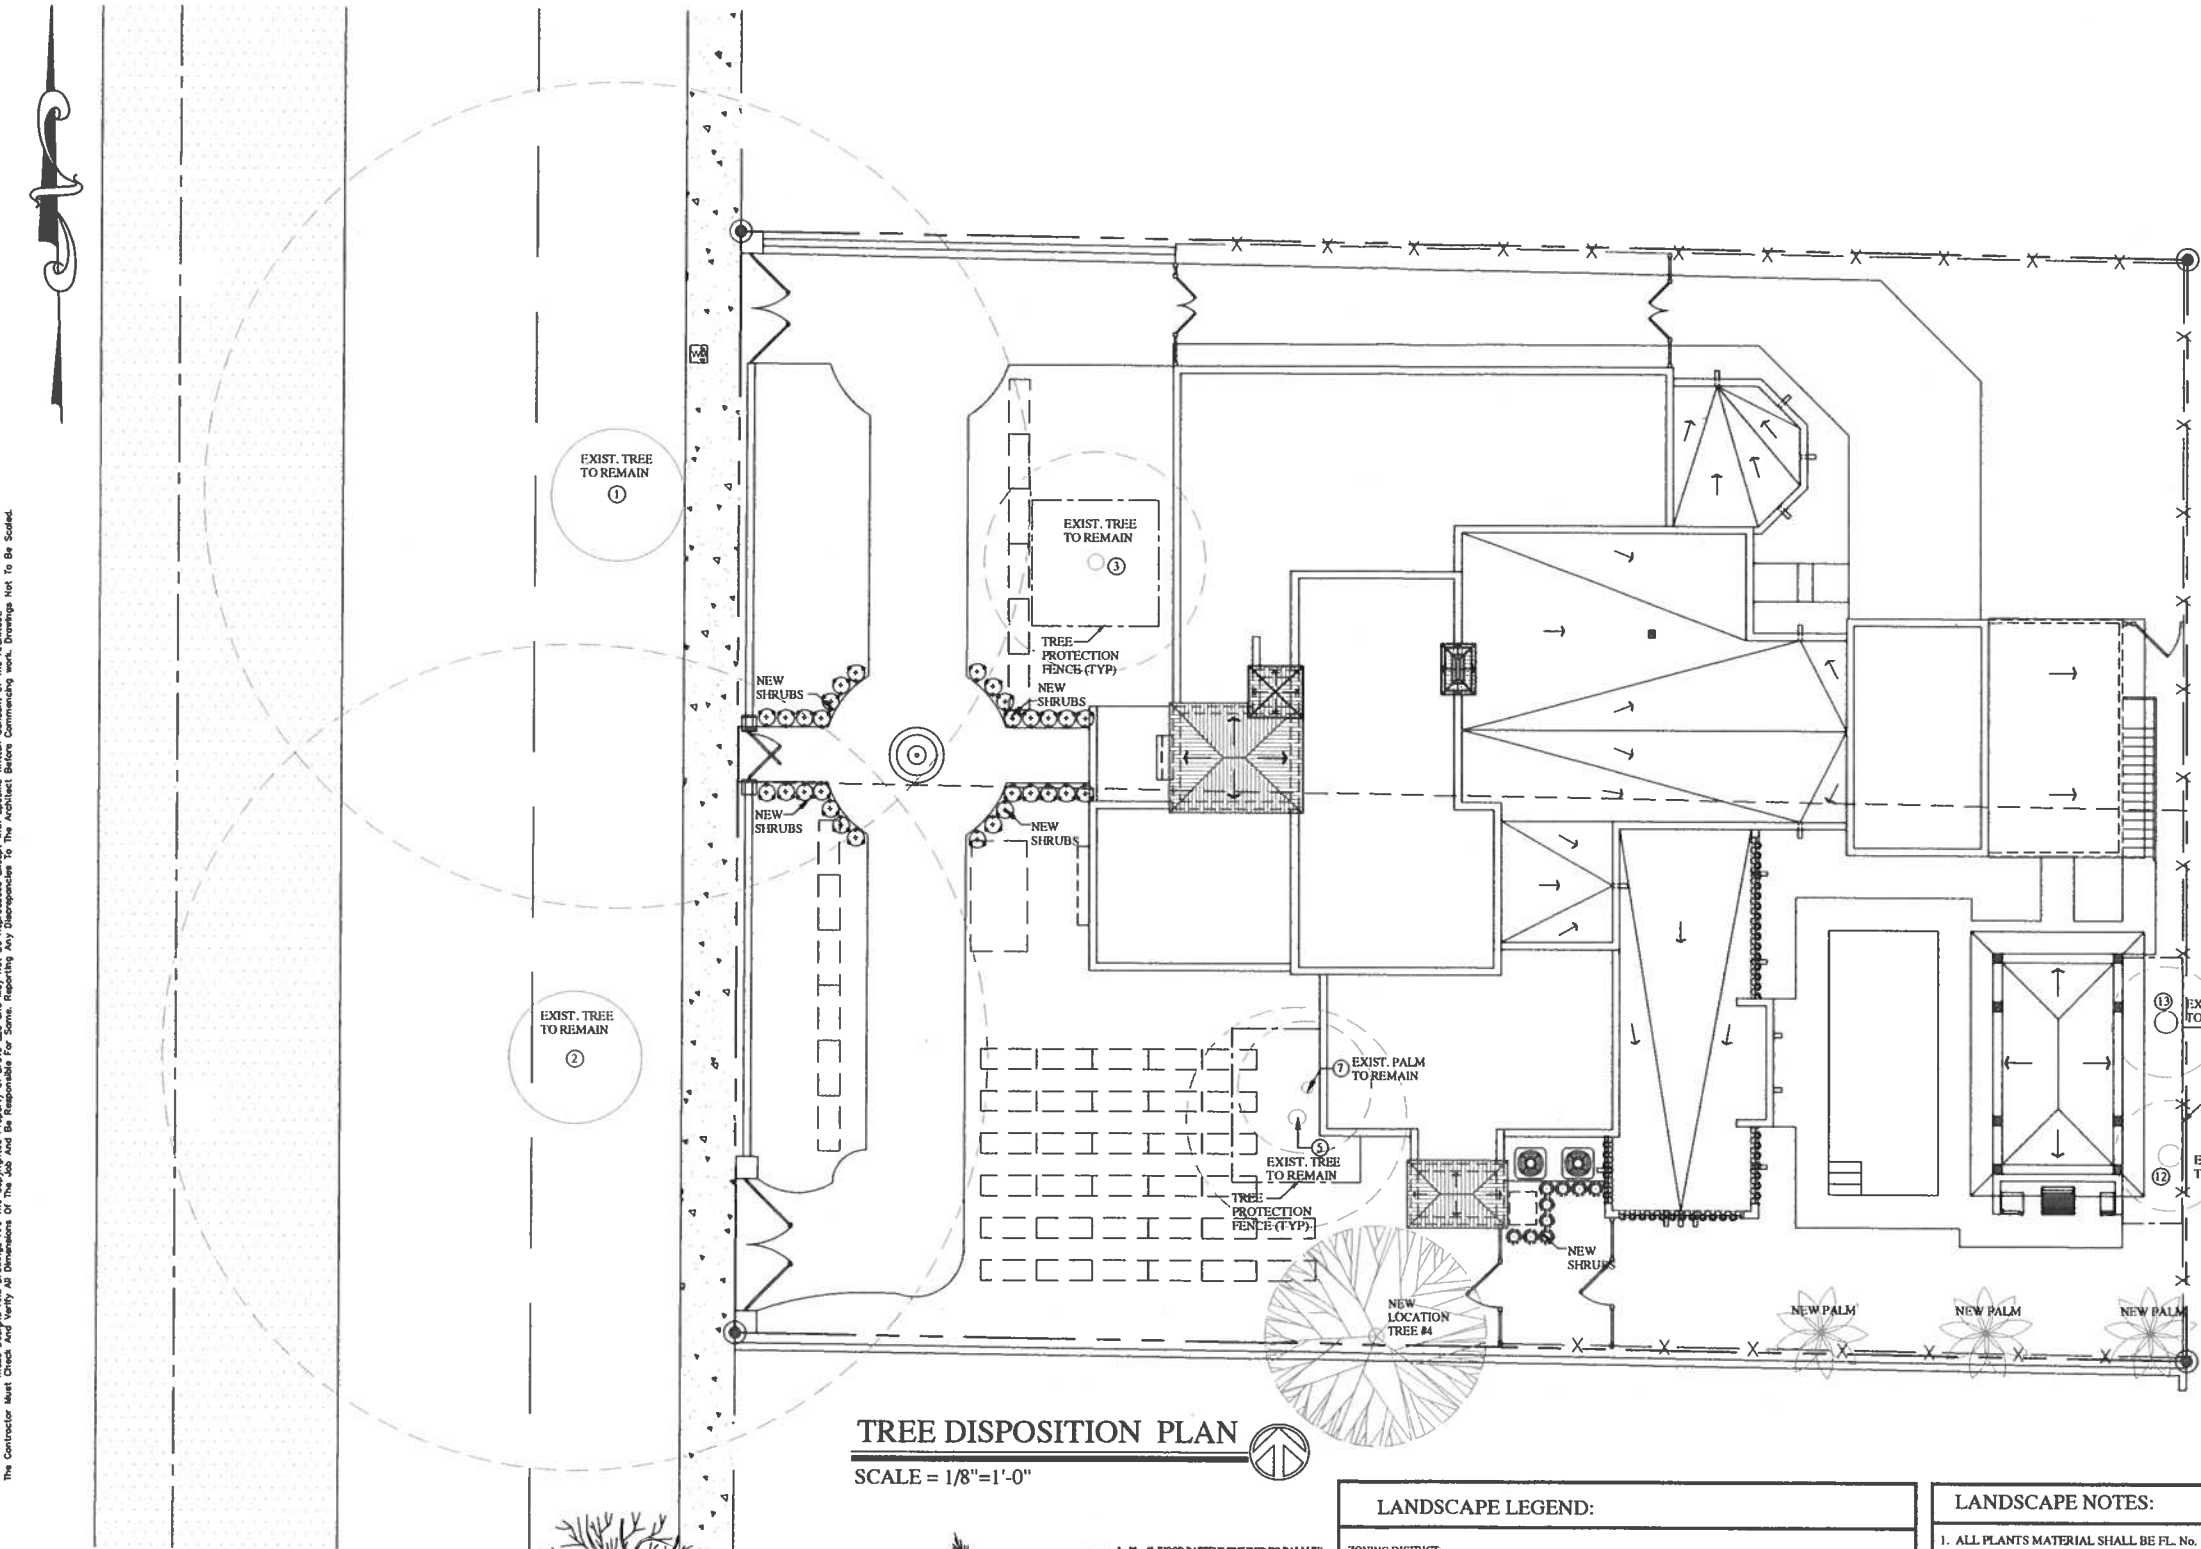 The Contractor Must Check And Verify All Dimensions Of The Job And Be Responsible For Same. Reporting Any Discrepancies To The Architect Before Commencing work. Drawings Not To Be Scaled.
EXIST. TREE
TO REMAIN
1
EXIST. TREE
TO REMAIN
3
TREE
PROTECTION
FENCE (TYP)
NEW
SHRUBS
NEW
SHRUBS
NEW
SHRUBS
NEW
SHRUBS
EXIST. TREE
TO REMAIN
2
7 EXIST. PALM
TO REMAIN
5
EXIST. TREE
TO REMAIN
TREE
PROTECTION
FENCE (TYP)
13
12
NEW
SHRUBS
NEW
LOCATION
TREE #4
NEW PALM
NEW PALM
NEW PALM
TREE DISPOSITION PLAN
SCALE = 1/8"=1'-0"
LANDSCAPE LEGEND:
LANDSCAPE NOTES:
1. ALL PLANTS MATERIAL SHALL BE FL. No.